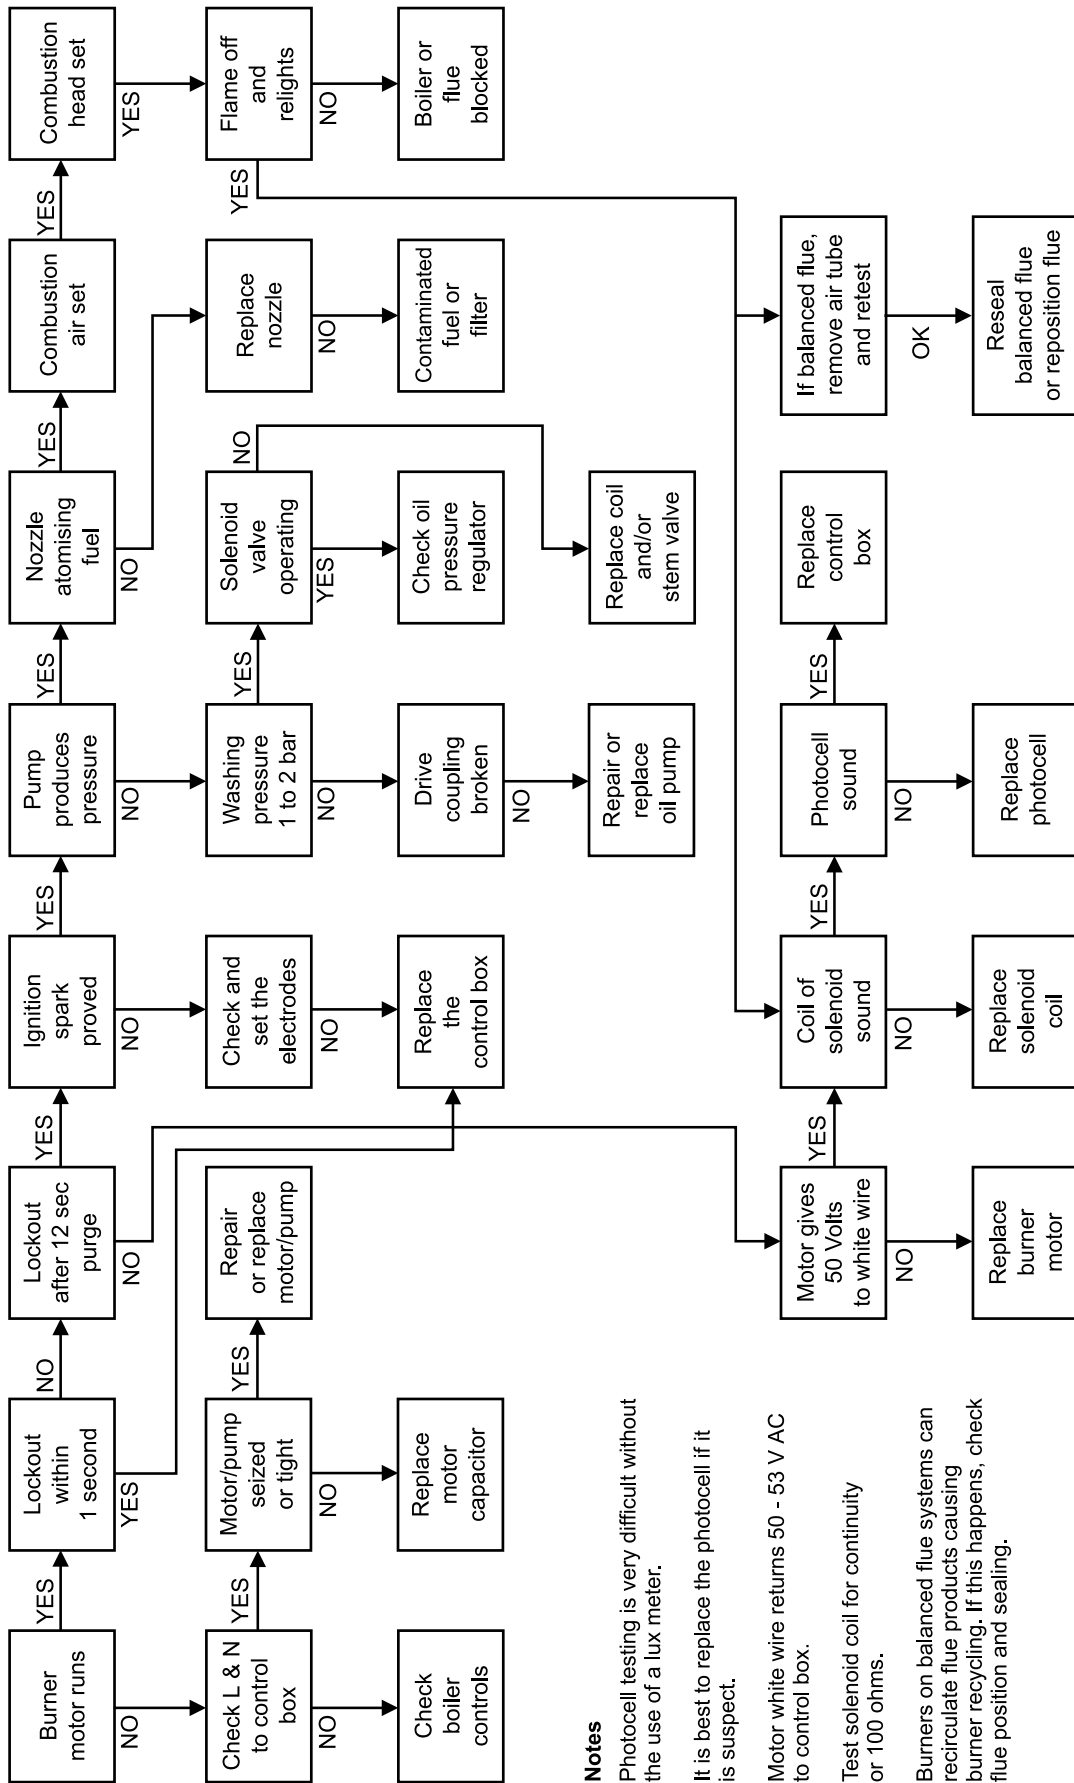 Burner
motor runs
YES
NO
Lockout
within
1 second
NO
YES
Lockout
after 12 sec
purge
YES
NO
Ignition
spark
proved
YES
NO
Pump
produces
pressure
YES
NO
Nozzle
atomising
fuel
YES
NO
Combustion
air set
YES
Combustion
head set
YES
Check L & N
to control
box
YES
NO
Motor/pump
seized
or tight
YES
NO
Repair
or replace
motor/pump
Check and
set the
electrodes
NO
Washing
pressure
1 to 2 bar
YES
NO
Solenoid
valve
operating
NO
YES
Replace
nozzle
NO
Flame off
and
relights
YES
NO
Check
boiler
controls
Replace
motor
capacitor
Replace
the
control box
Drive
coupling
broken
NO
Check oil
pressure
regulator
Contaminated
fuel or
filter
Boiler or
flue
blocked
Repair or
replace
oil pump
Replace coil
and/or
stem valve
Motor gives
50 Volts
to white wire
YES
NO
Coil of
solenoid
sound
YES
NO
Photocell
sound
YES
NO
Replace
control
box
If balanced flue,
remove air tube
and retest
OK
Replace
burner
motor
Replace
solenoid
coil
Replace
photocell
Reseal
balanced flue
or reposition flue
Notes
Photocell testing is very difficult without
the use of a lux meter.
It is best to replace the photocell if it
is suspect.
Motor white wire returns 50 - 53 V AC
to control box.
Test solenoid coil for continuity
or 100 ohms.
Burners on balanced flue systems can
recirculate flue products causing
burner recycling. If this happens, check
flue position and sealing.